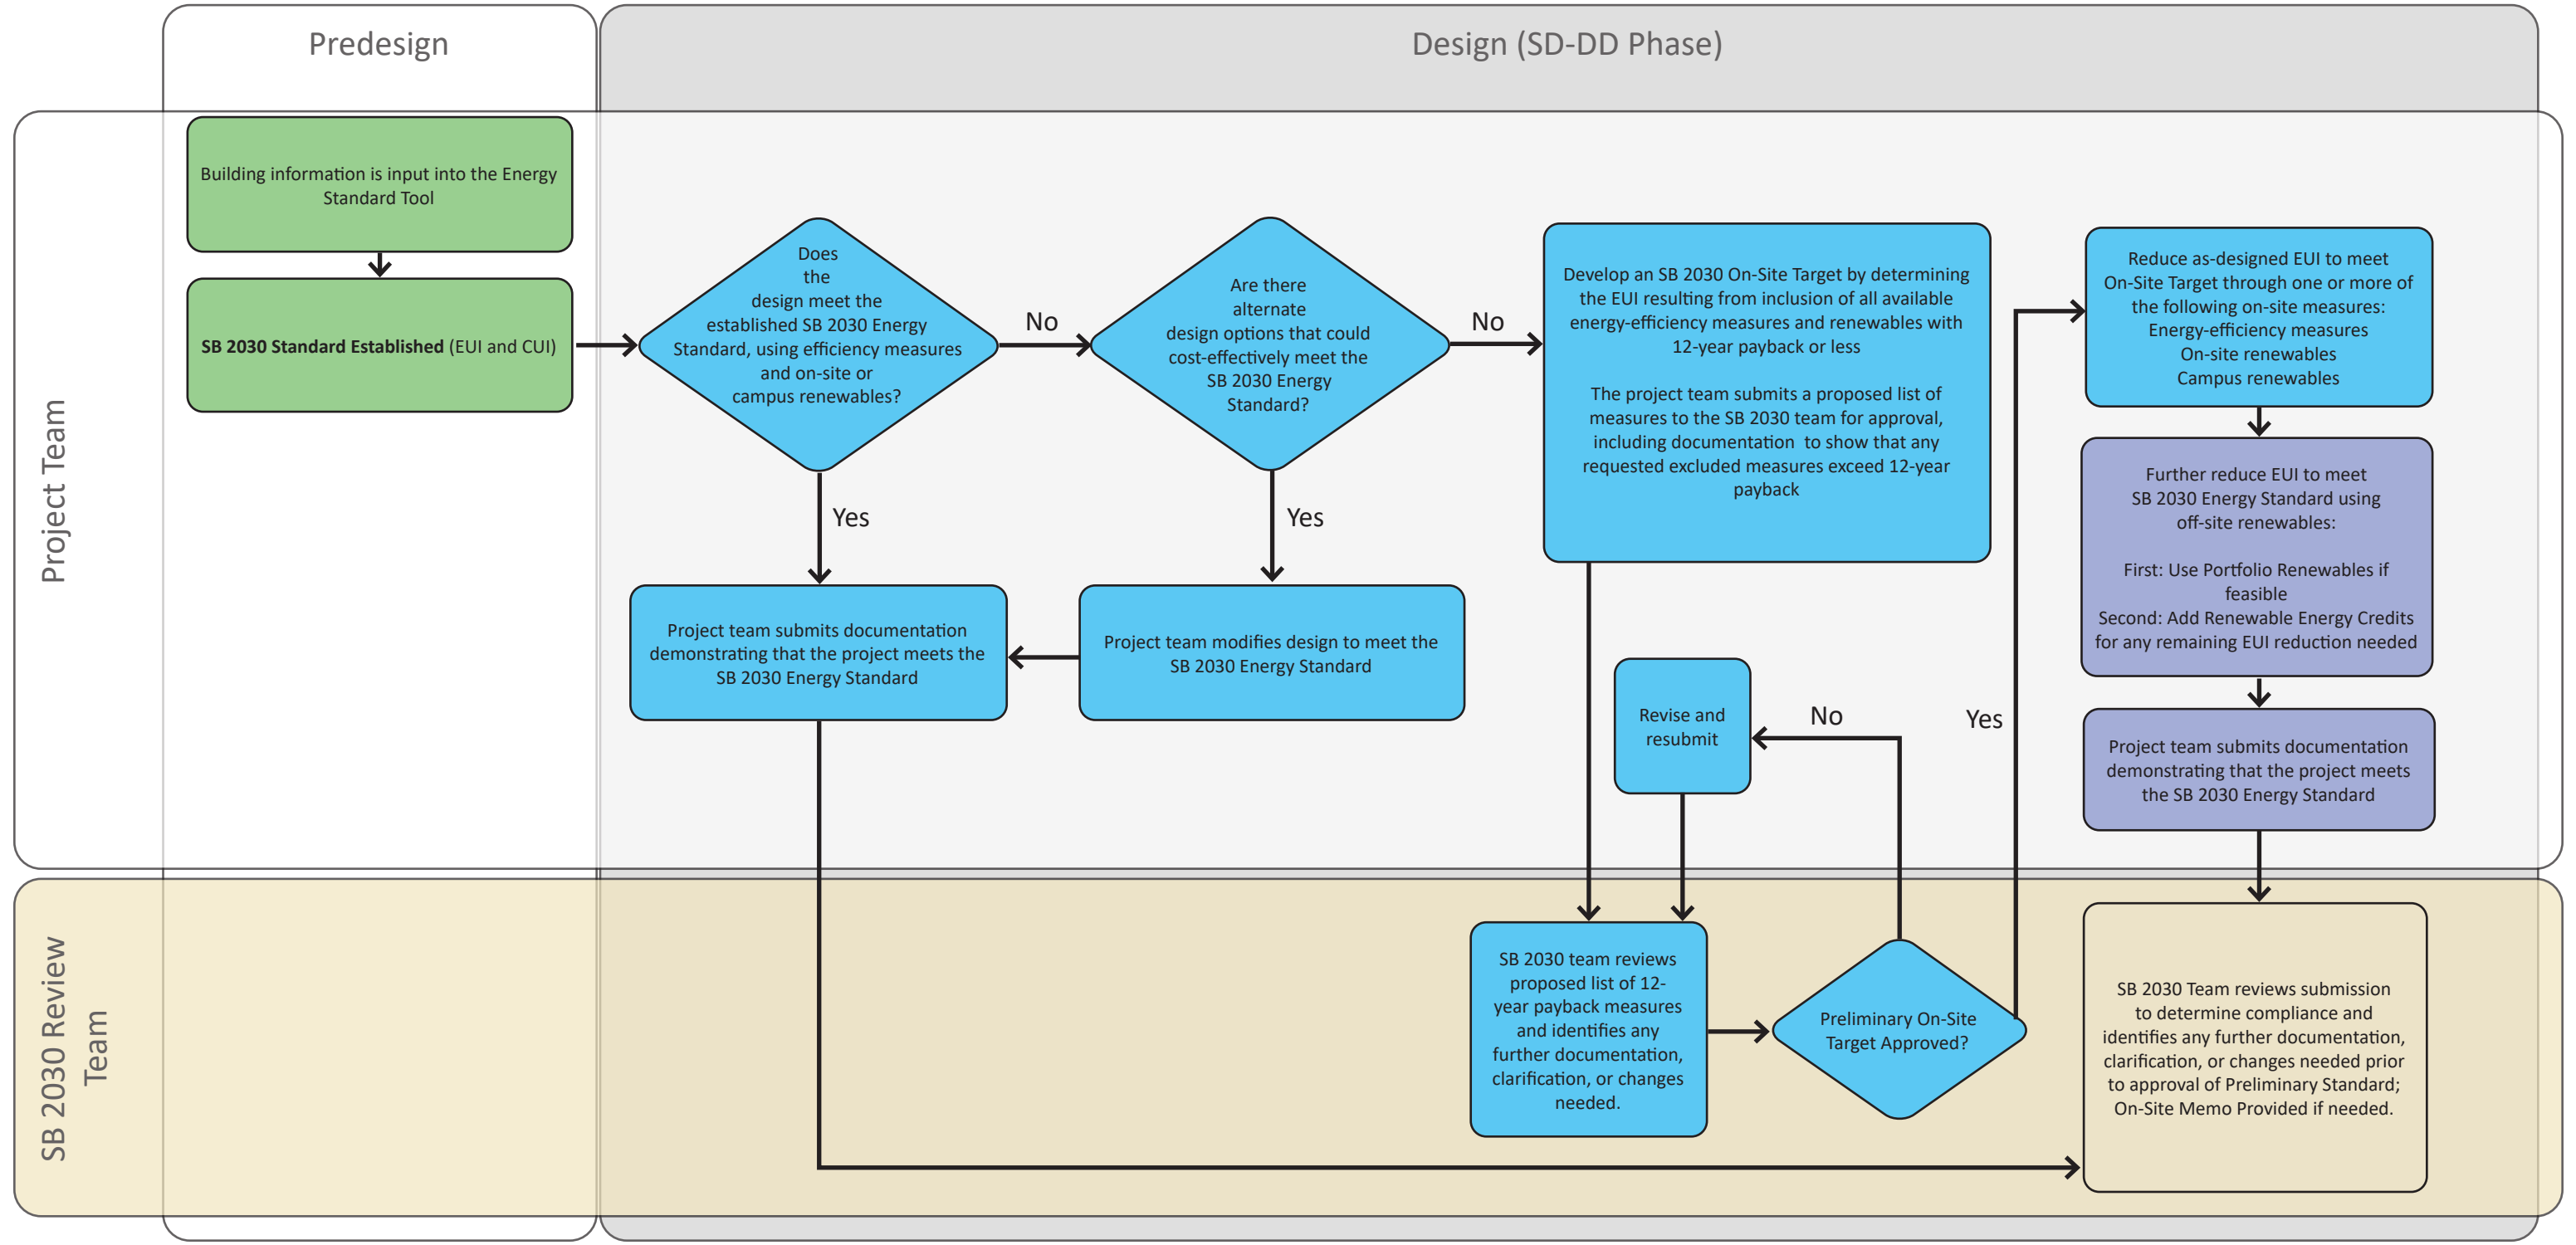 Predesign
Design (SD-DD Phase)
Project Team
SB 2030 Review
Team
Building information is input into the Energy
Standard Tool
SB 2030 Standard Established (EUI and CUI)
Does
the
design meet the
established SB 2030 Energy
Standard, using efficiency measures
and on-site or
campus renewables?
No
Yes
Are there
alternate
design options that could
cost-effectively meet the
SB 2030 Energy
Standard?
No
Yes
Project team submits documentation
demonstrating that the project meets the
SB 2030 Energy Standard
Project team modifies design to meet the
SB 2030 Energy Standard
Develop an SB 2030 On-Site Target by determining
the EUI resulting from inclusion of all available
energy-efficiency measures and renewables with
12-year payback or less
The project team submits a proposed list of
measures to the SB 2030 team for approval,
including documentation to show that any
requested excluded measures exceed 12-year
payback
Revise and
resubmit
No
Yes
SB 2030 team reviews
proposed list of 12-
year payback measures
and identifies any
further documentation,
clarification, or changes
needed.
Preliminary On-Site
Target Approved?
Reduce as-designed EUI to meet
On-Site Target through one or more of
the following on-site measures:
Energy-efficiency measures
On-site renewables
Campus renewables
Further reduce EUI to meet
SB 2030 Energy Standard using
off-site renewables:
First: Use Portfolio Renewables if
feasible
Second: Add Renewable Energy Credits
for any remaining EUI reduction needed
Project team submits documentation
demonstrating that the project meets
the SB 2030 Energy Standard
SB 2030 Team reviews submission
to determine compliance and
identifies any further documentation,
clarification, or changes needed prior
to approval of Preliminary Standard;
On-Site Memo Provided if needed.